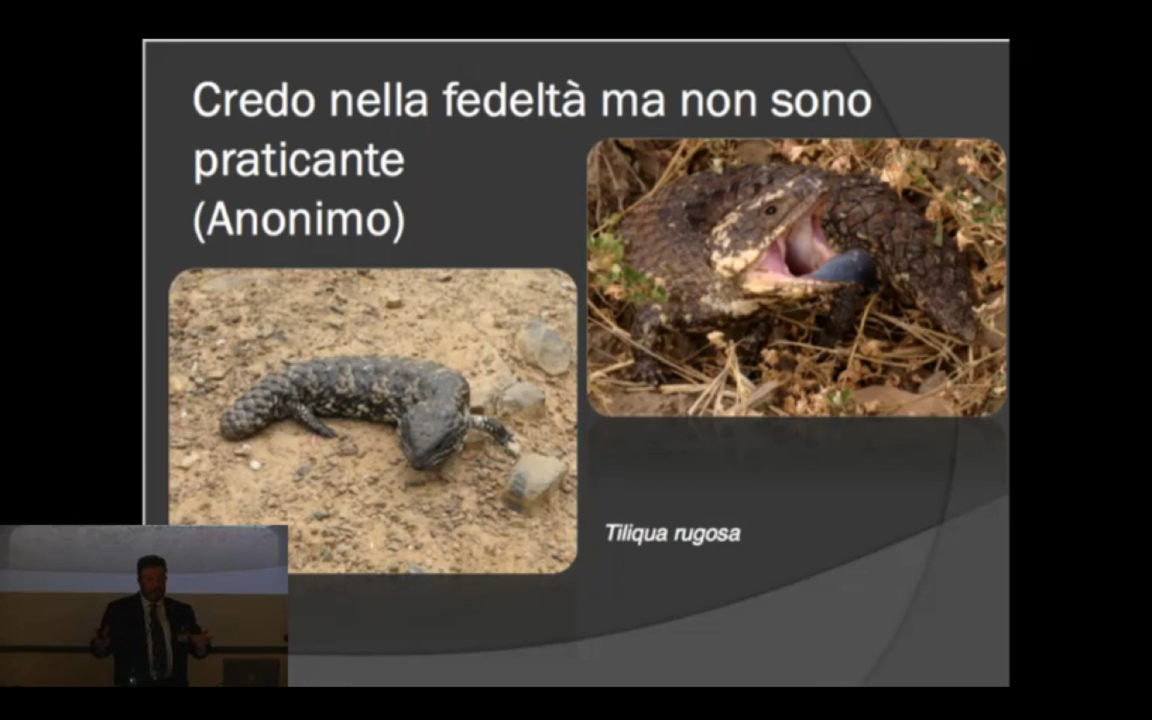 Credo nella fedeltà ma non sono
praticante
(Anonimo)
Tiliqua rugosa